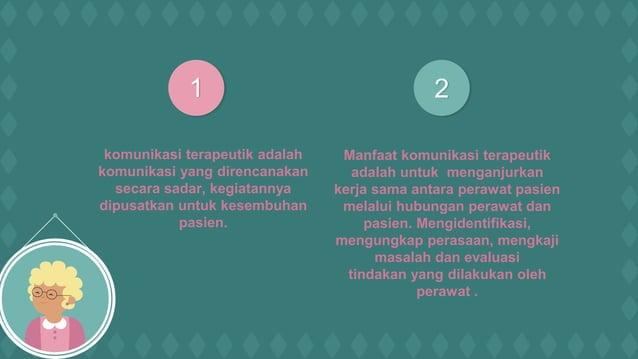 1
komunikasi terapeutik adalah
komunikasi yang direncanakan
secara sadar, kegiatannya
dipusatkan untuk kesembuhan
pasien.
2
Manfaat komunikasi terapeutik
adalah untuk  menganjurkan
kerja sama antara perawat pasien
melalui hubungan perawat dan
pasien. Mengidentifikasi,
mengungkap perasaan, mengkaji
masalah dan evaluasi
tindakan yang dilakukan oleh
perawat .